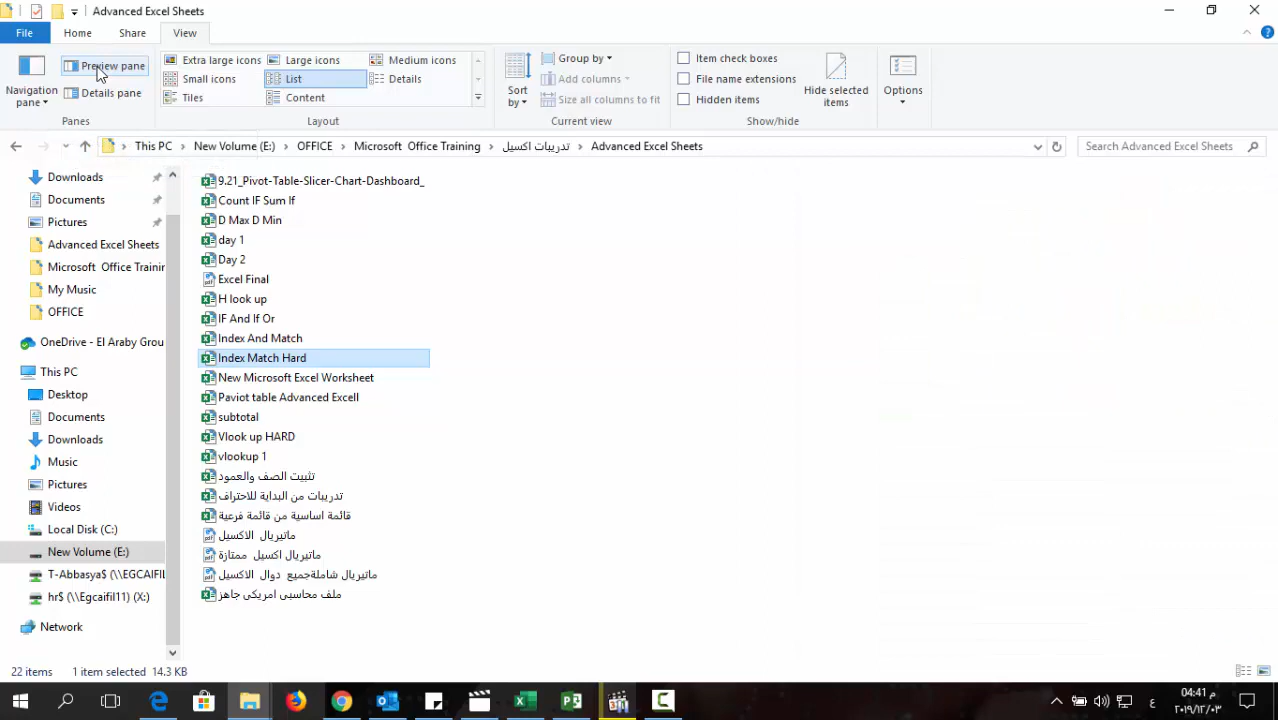 Advanced Excel Sheets
File Home Share View
Navigation pane
Preview pane
Details pane
Panes
Extra large icons Large icons Medium icons
Small icons List Details
Tiles Content
Layout
Sort by
Group by
Add columns
Size all columns to fit
Current view
Item check boxes
File name extensions
Hidden items
Hide selected items
Show/hide
Options
This PC New Volume (E:) OFFICE Microsoft Office Training تدريبات اكسيل Advanced Excel Sheets
Search Advanced Excel Sheets
Downloads
Documents
Pictures
Advanced Excel Sheets
Microsoft Office Trainin
My Music
OFFICE
OneDrive - El Araby Grou
This PC
Desktop
Documents
Downloads
Music
Pictures
Videos
Local Disk (C:)
New Volume (E:)
T-Abbasya$ (\\EGCAIFIL
hr$ (\\Egcaifil11) (X:)
Network
9.21_Pivot-Table-Slicer-Chart-Dashboard_
Count IF Sum If
D Max D Min
day 1
Day 2
Excel Final
H look up
IF And If Or
Index And Match
Index Match Hard
New Microsoft Excel Worksheet
Paviot table Advanced Excell
subtotal
Vlook up HARD
vlookup 1
تثبيت الصف والعمود
تدريبات من البداية للاحتراف
قائمة اساسية من قائمة فرعية
ماتيريال الاكسيل
ماتيريال اكسيل ممتازة
ماتيريال شاملةجميع دوال الاكسيل
ملف محاسبى امريكى جاهز
22 items 1 item selected 14.3 KB
ع
04:41 م
٢٠١٩/١٢/٠٣